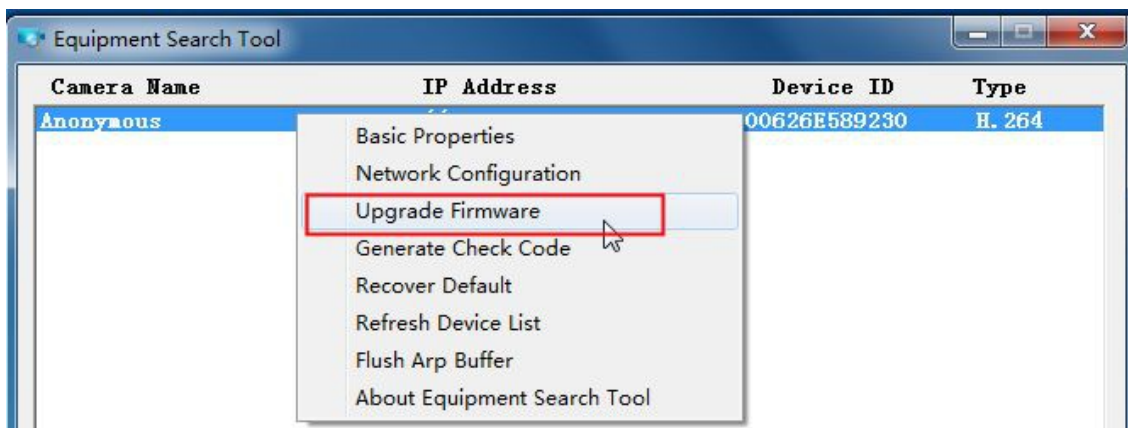 Equipment Search Tool
Camera Name IP Address Device ID Type
Anonymous 00626E589230 H.264
Basic Properties
Network Configuration
Upgrade Firmware
Generate Check Code
Recover Default
Refresh Device List
Flush Arp Buffer
About Equipment Search Tool